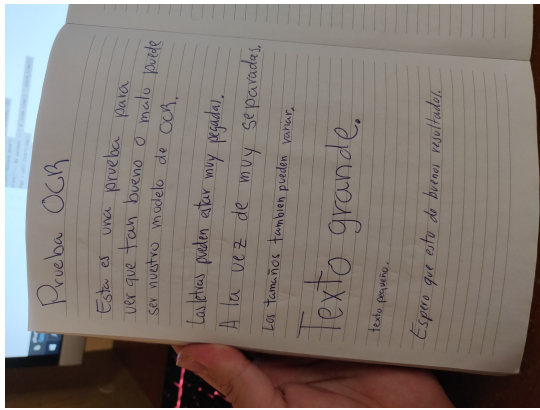 Prueba OCR
Esta es una prueba para
ver que tan bueno o malo puede
ser nuestro modelo de OCR.
Las letras pueden estar muy pegadas.
A la vez de muy separadas.
Los tamaños tambien pueden variar.
Texto grande.
texto pequeño.
Espero que esto de buenos resultados.